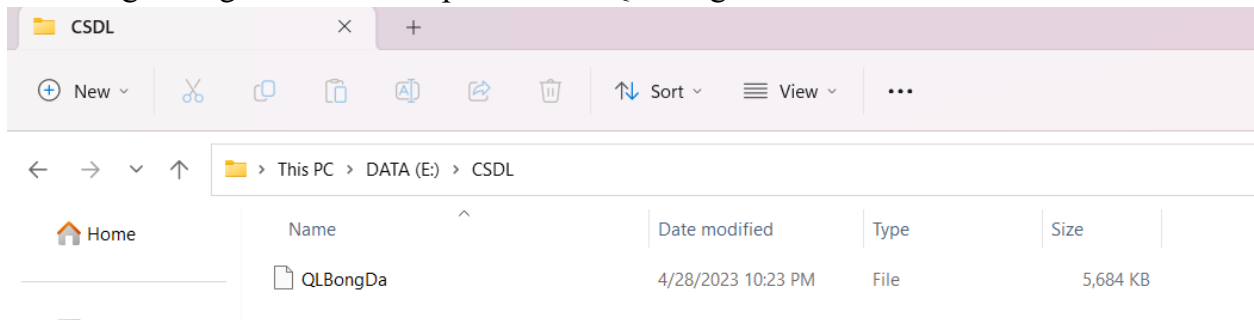 CSDL
New Sort View
This PC > DATA (E:) > CSDL
Home Name Date modified Type Size
QLBongDa 4/28/2023 10:23 PM File 5,684 KB